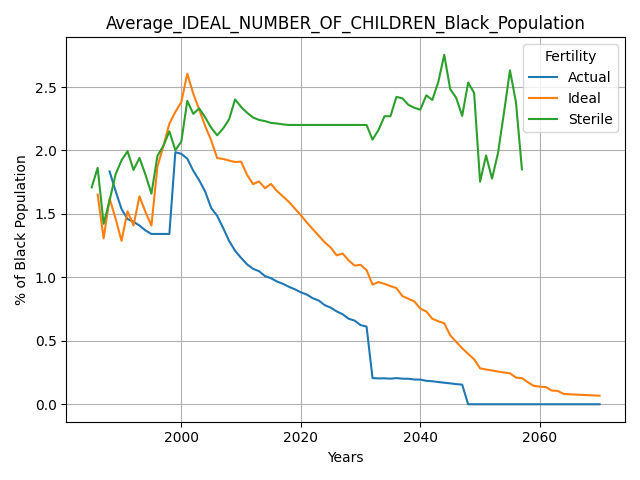 Average_IDEAL_NUMBER_OF_CHILDREN_Black_Population
Fertility
Actual
Ideal
Sterile
% of Black Population
2.5
2.0
1.5
1.0
0.5
0.0
2000
2020
2040
2060
Years